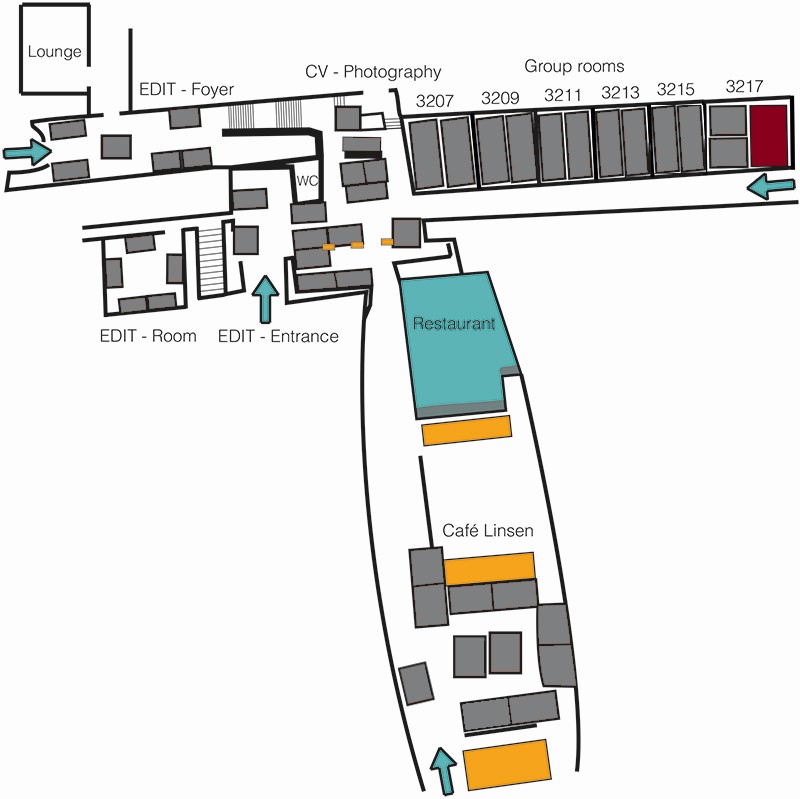 Lounge
EDIT - Foyer
CV - Photography
Group rooms
3207
3209
3211
3213
3215
3217
WC
EDIT - Room
EDIT - Entrance
Restaurant
Café Linsen